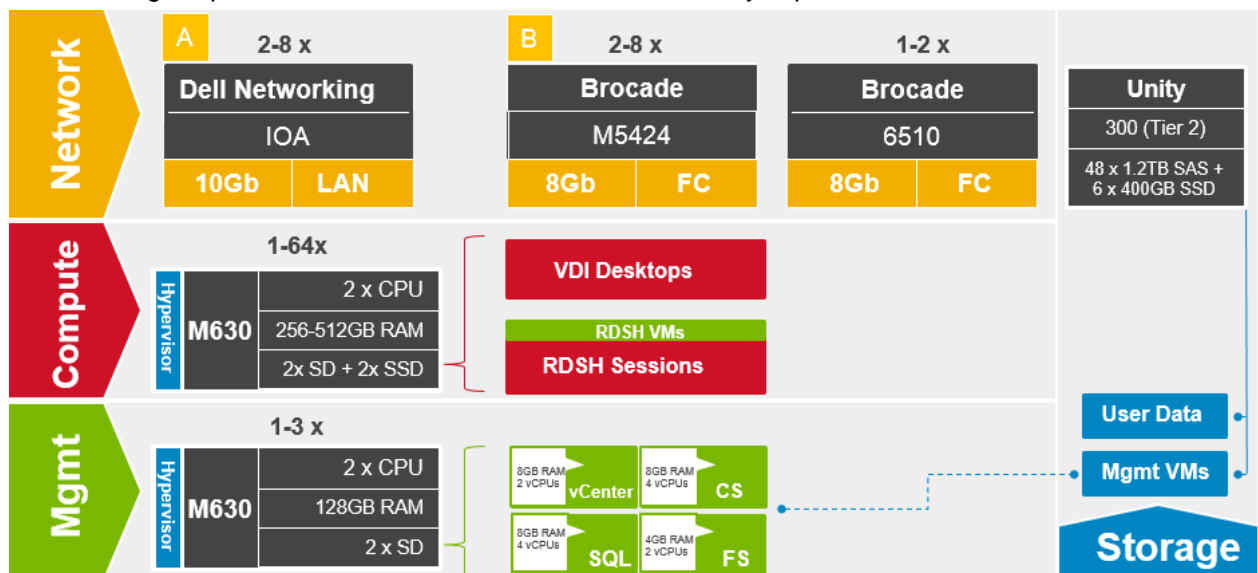 Network
A
2-8 x
Dell Networking
IOA
10Gb LAN
B
2-8 x
Brocade
M5424
8Gb FC
1-2 x
Brocade
6510
8Gb FC
Unity
300 (Tier 2)
48 x 1.2TB SAS +
6 x 400GB SSD
Compute
1-64x
Hypervisor
M630
2 x CPU
256-512GB RAM
2x SD + 2x SSD
VDI Desktops
RDSH VMs
RDSH Sessions
Mgmt
1-3 x
Hypervisor
M630
2 x CPU
128GB RAM
2 x SD
8GB RAM
2 vCPUs
vCenter
8GB RAM
4 vCPUs
CS
8GB RAM
4 vCPUs
SQL
4GB RAM
2 vCPUs
FS
User Data
Mgmt VMs
Storage